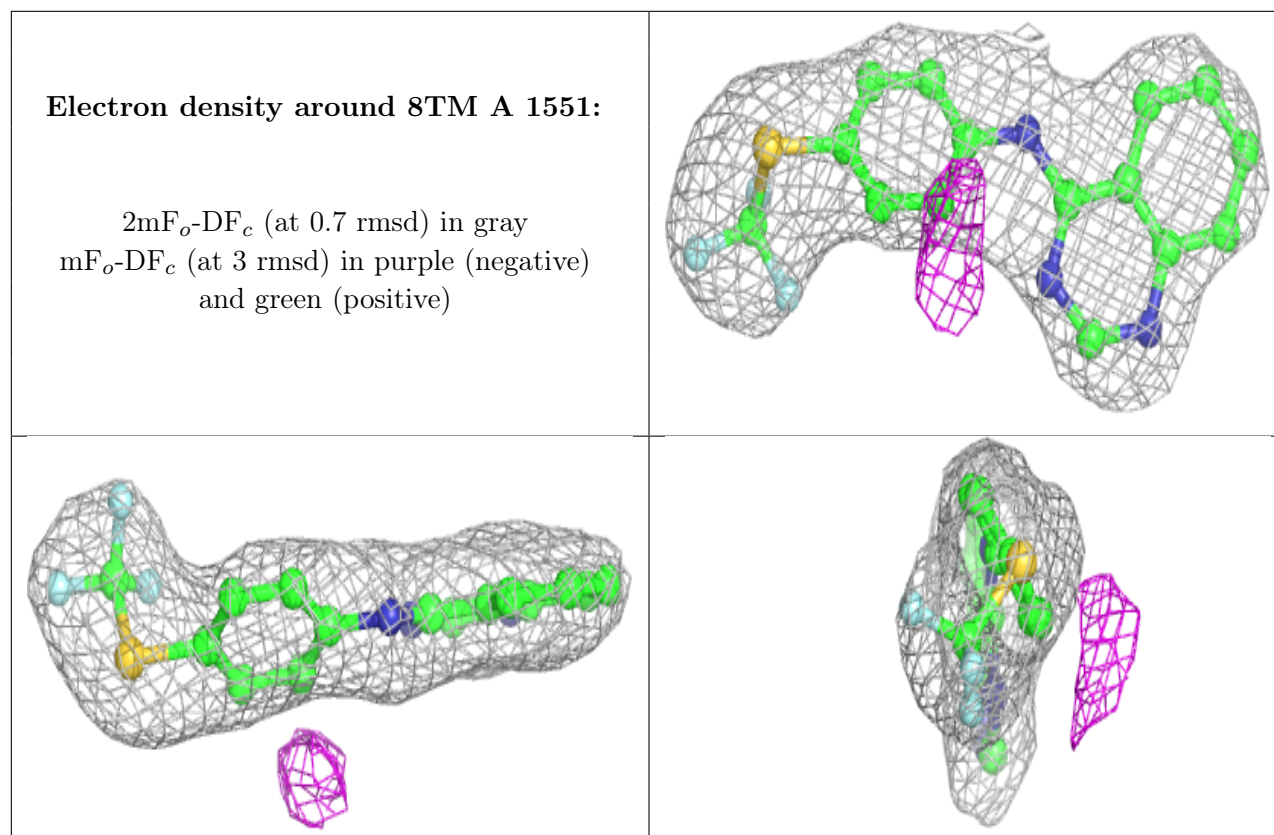 Electron density around 8TM A 1551:
2mFo-DFc (at 0.7 rmsd) in gray
mFo-DFc (at 3 rmsd) in purple (negative)
and green (positive)